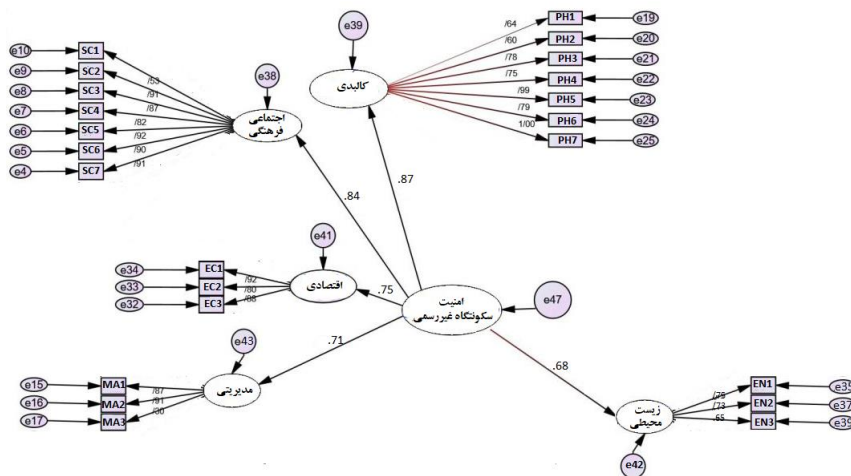 e39
PH1
e19
PH2
e20
PH3
e21
PH4
e22
PH5
e23
PH6
e24
PH7
e25
/64
/60
/78
/75
/99
/79
1/00
کالبدی
e10
SC1
e9
SC2
e8
SC3
e7
SC4
e6
SC5
e5
SC6
e4
SC7
/53
/91
/87
/82
/92
/90
/91
e38
اجتماعی
فرهنگی
.84
.87
e41
e34
EC1
e33
EC2
e32
EC3
/92
/80
/88
اقتصادی
.75
امنیت
سکونتگاه غیررسمی
e47
.71
.68
e43
e15
MA1
e16
MA2
e17
MA3
/87
/91
/30
مدیریتی
زیست
محیطی
e42
EN1
e35
EN2
e37
EN3
e39
/75
/73
.65